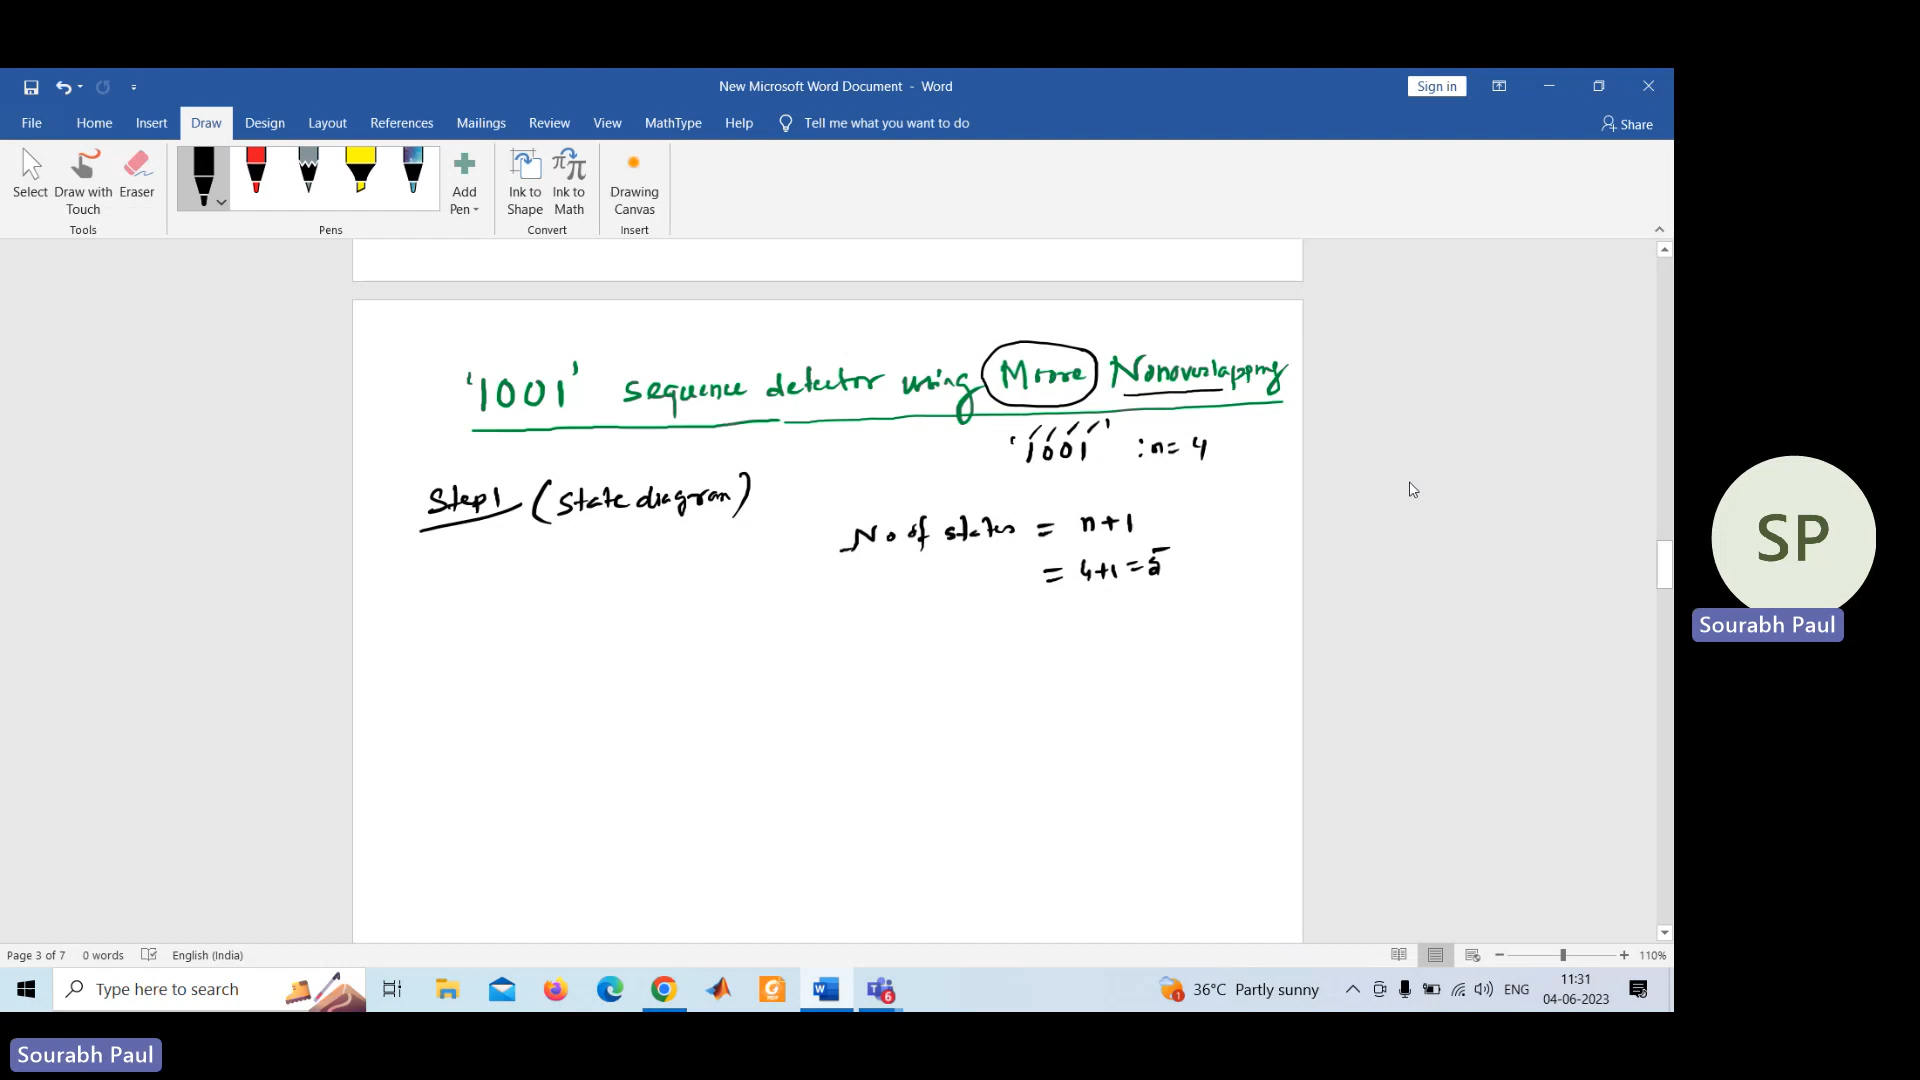 New Microsoft Word Document - Word
Sign in
File Home Insert Draw Design Layout References Mailings Review View MathType Help Tell me what you want to do
Share
Select Draw with Touch Eraser
Add Pen
Ink to Shape Ink to Math
Drawing Canvas
Tools Pens Convert Insert
'1001' sequence detector using Moore Nonoverlapping
'1001' : n = 4
Step 1 (State diagram)
No of states = n+1
= 4+1 = 5
SP
Sourabh Paul
Page 3 of 7 0 words English (India)
110%
Type here to search
6
1
36°C Partly sunny
ENG
11:31
04-06-2023
Sourabh Paul